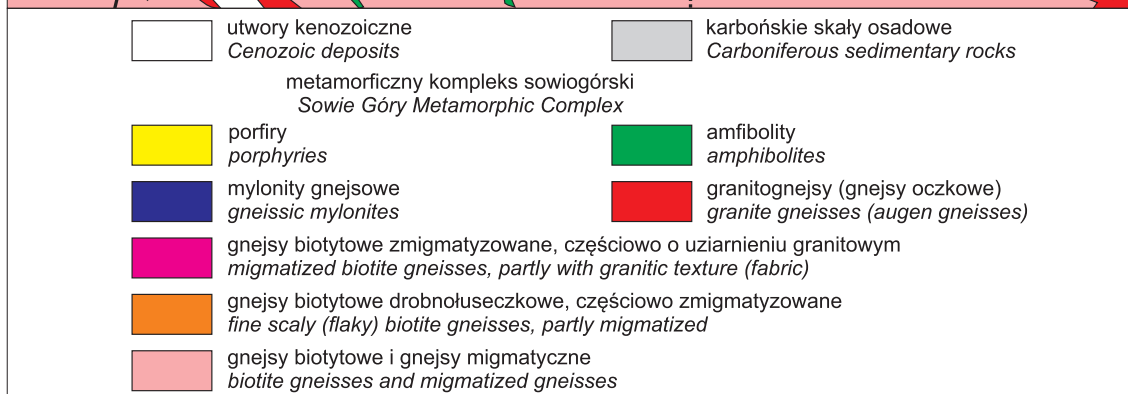 utwory kenozoiczne
Cenozoic deposits
karbońskie skały osadowe
Carboniferous sedimentary rocks
metamorficzny kompleks sowiogórski
Sowie Góry Metamorphic Complex
porfiry
porphyries
amfibolity
amphibolites
mylonity gnejsowe
gneissic mylonites
granitognejsy (gnejsy oczkowe)
granite gneisses (augen gneisses)
gnejsy biotytowe zmigmatyzowane, częściowo o uziarnieniu granitowym
migmatized biotite gneisses, partly with granitic texture (fabric)
gnejsy biotytowe drobnołuseczkowe, częściowo zmigmatyzowane
fine scaly (flaky) biotite gneisses, partly migmatized
gnejsy biotytowe i gnejsy migmatyczne
biotite gneisses and migmatized gneisses